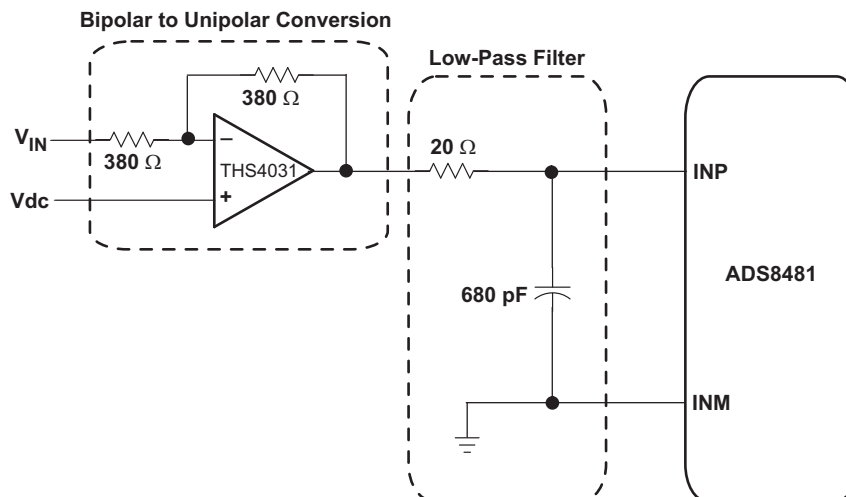 Bipolar to Unipolar Conversion
Low-Pass Filter
380 Ω
V_IN
380 Ω
THS4031
Vdc
−
+
20 Ω
680 pF
INP
ADS8481
INM